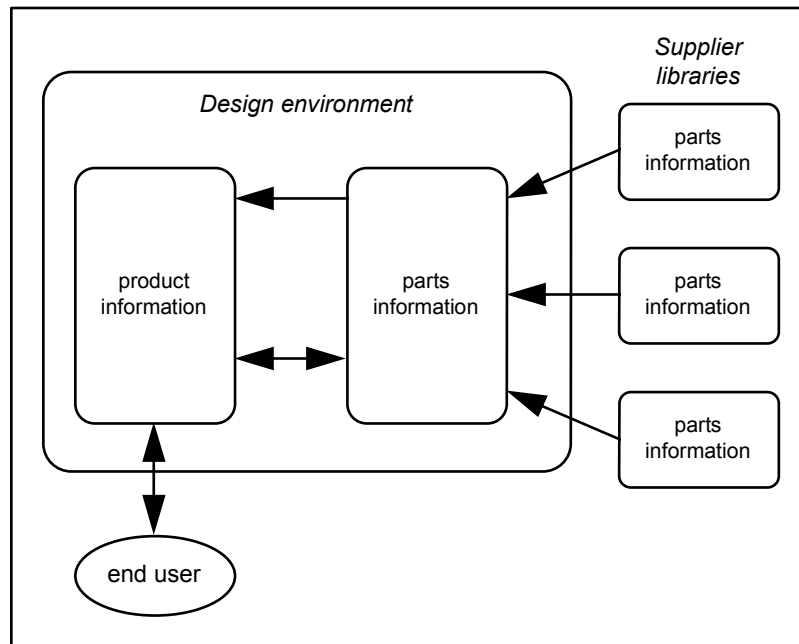 Supplier
libraries
Design environment
parts
information
product
information
parts
information
parts
information
parts
information
end user